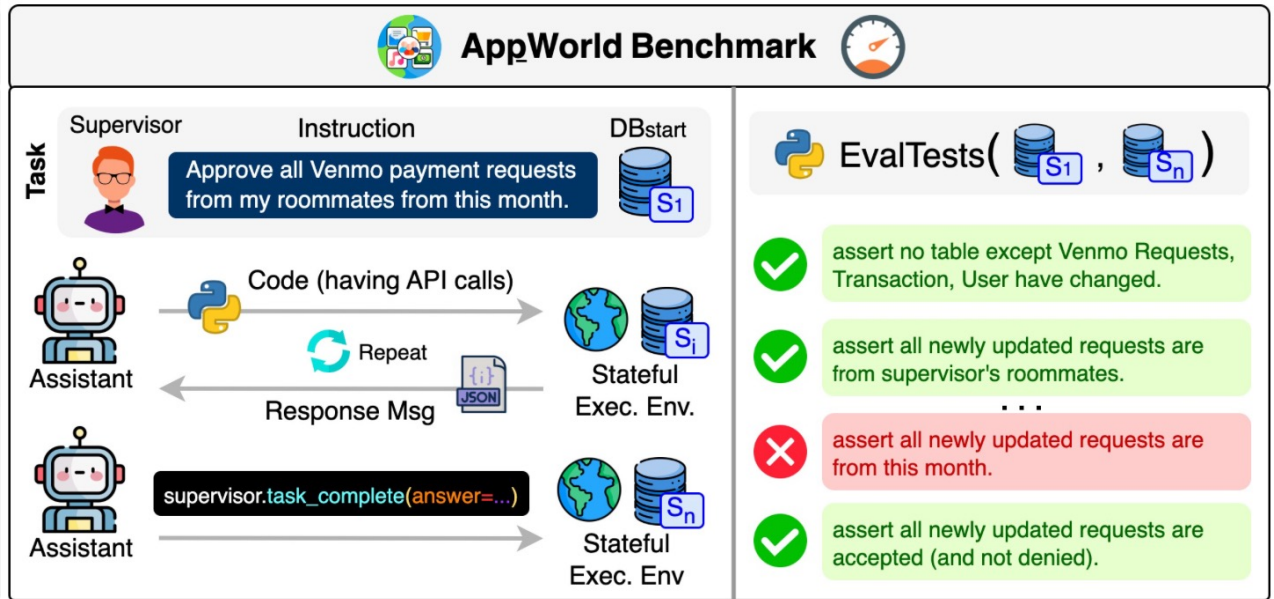 AppWorld Benchmark
Task
Supervisor
Instruction
DBstart
Approve all Venmo payment requests
from my roommates from this month.
S1
Code (having API calls)
Si
Repeat
Assistant
{i}
JSON
Response Msg
Stateful
Exec. Env.
supervisor.task_complete(answer=...)
Sn
Assistant
Stateful
Exec. Env
EvalTests( S1 , Sn )
assert no table except Venmo Requests,
Transaction, User have changed.
assert all newly updated requests are
from supervisor's roommates.
...
assert all newly updated requests are
from this month.
assert all newly updated requests are
accepted (and not denied).